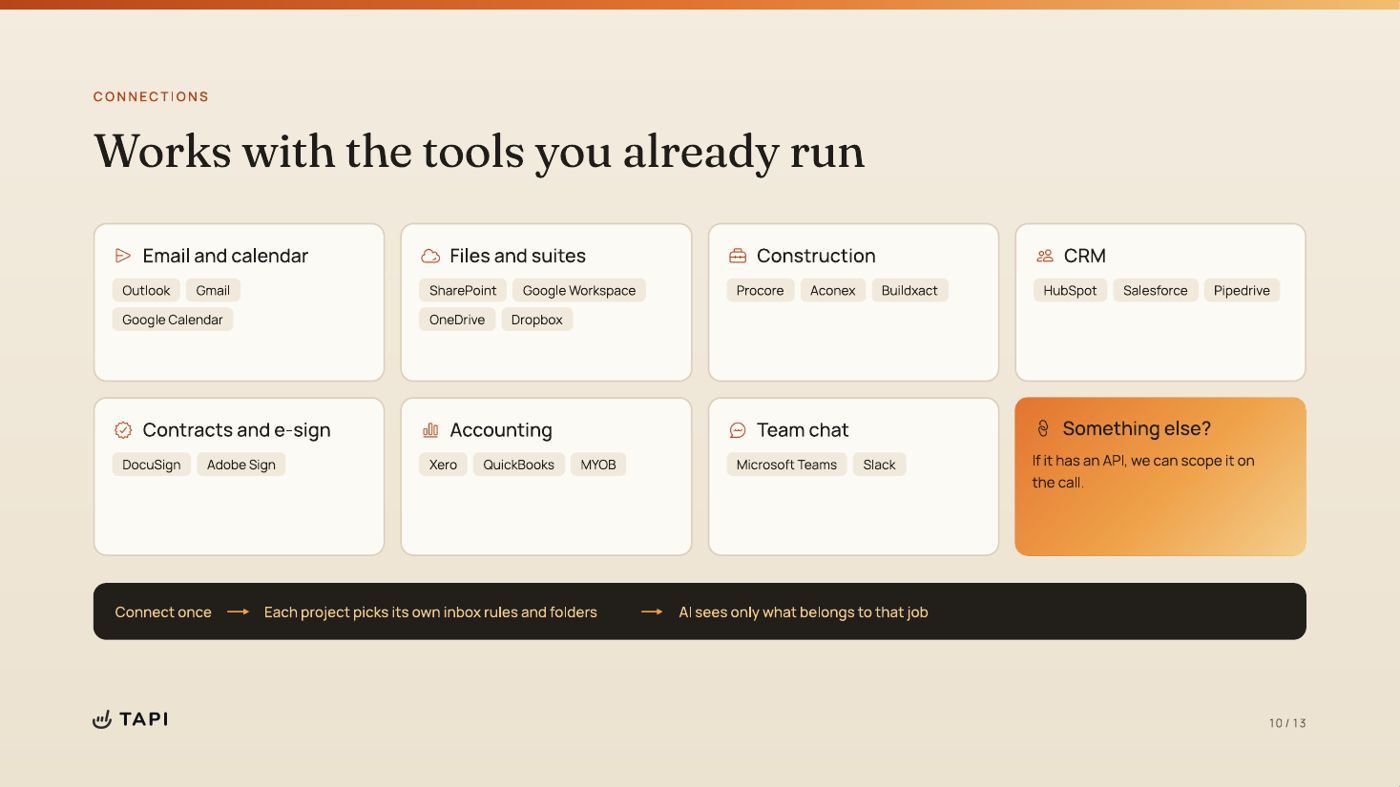 CONNECTIONS
Works with the tools you already run
Email and calendar
Outlook Gmail
Google Calendar
Files and suites
SharePoint Google Workspace
OneDrive Dropbox
Construction
Procore Aconex Buildxact
CRM
HubSpot Salesforce Pipedrive
Contracts and e-sign
DocuSign Adobe Sign
Accounting
Xero QuickBooks MYOB
Team chat
Microsoft Teams Slack
Something else?
If it has an API, we can scope it on
the call.
Connect once → Each project picks its own inbox rules and folders → AI sees only what belongs to that job
TAPI
10 / 13